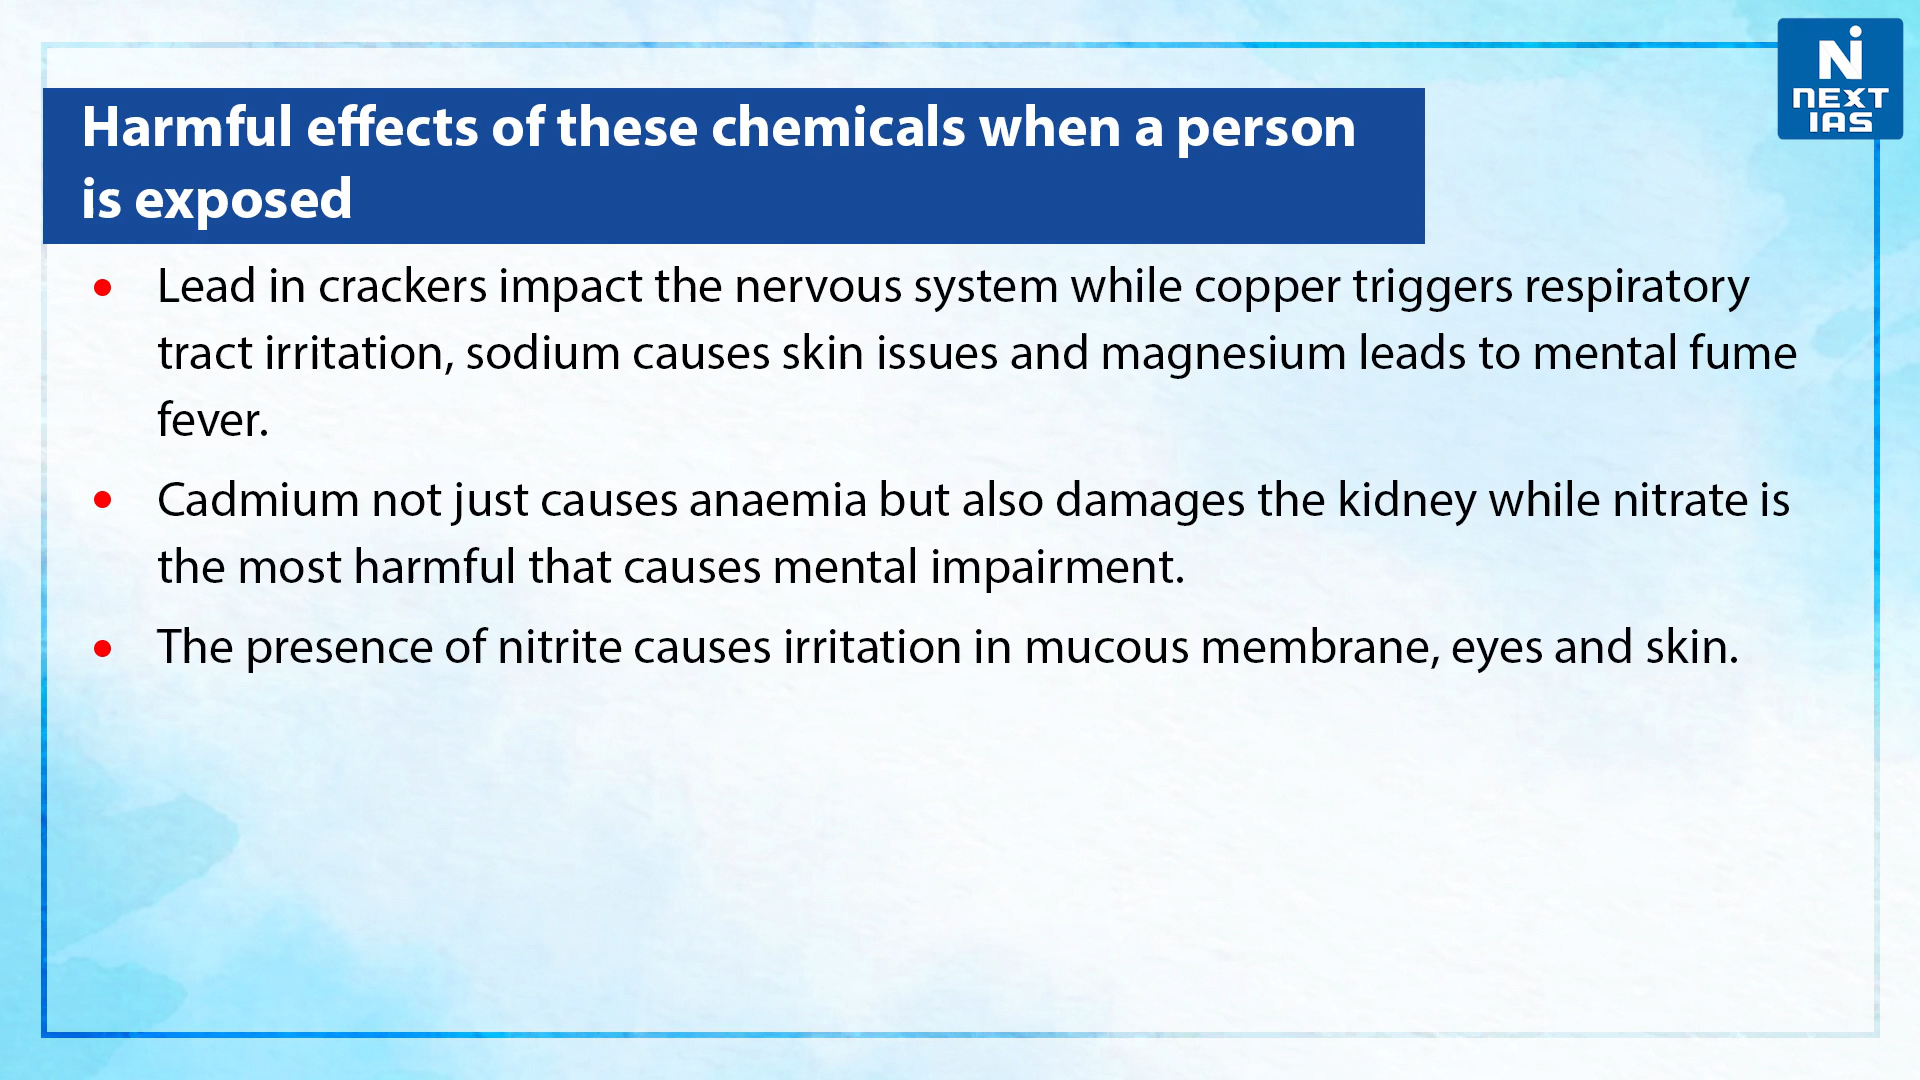 Ni
NEXT
IAS
Harmful effects of these chemicals when a person
is exposed
• Lead in crackers impact the nervous system while copper triggers respiratory
tract irritation, sodium causes skin issues and magnesium leads to mental fume
fever.
• Cadmium not just causes anaemia but also damages the kidney while nitrate is
the most harmful that causes mental impairment.
• The presence of nitrite causes irritation in mucous membrane, eyes and skin.